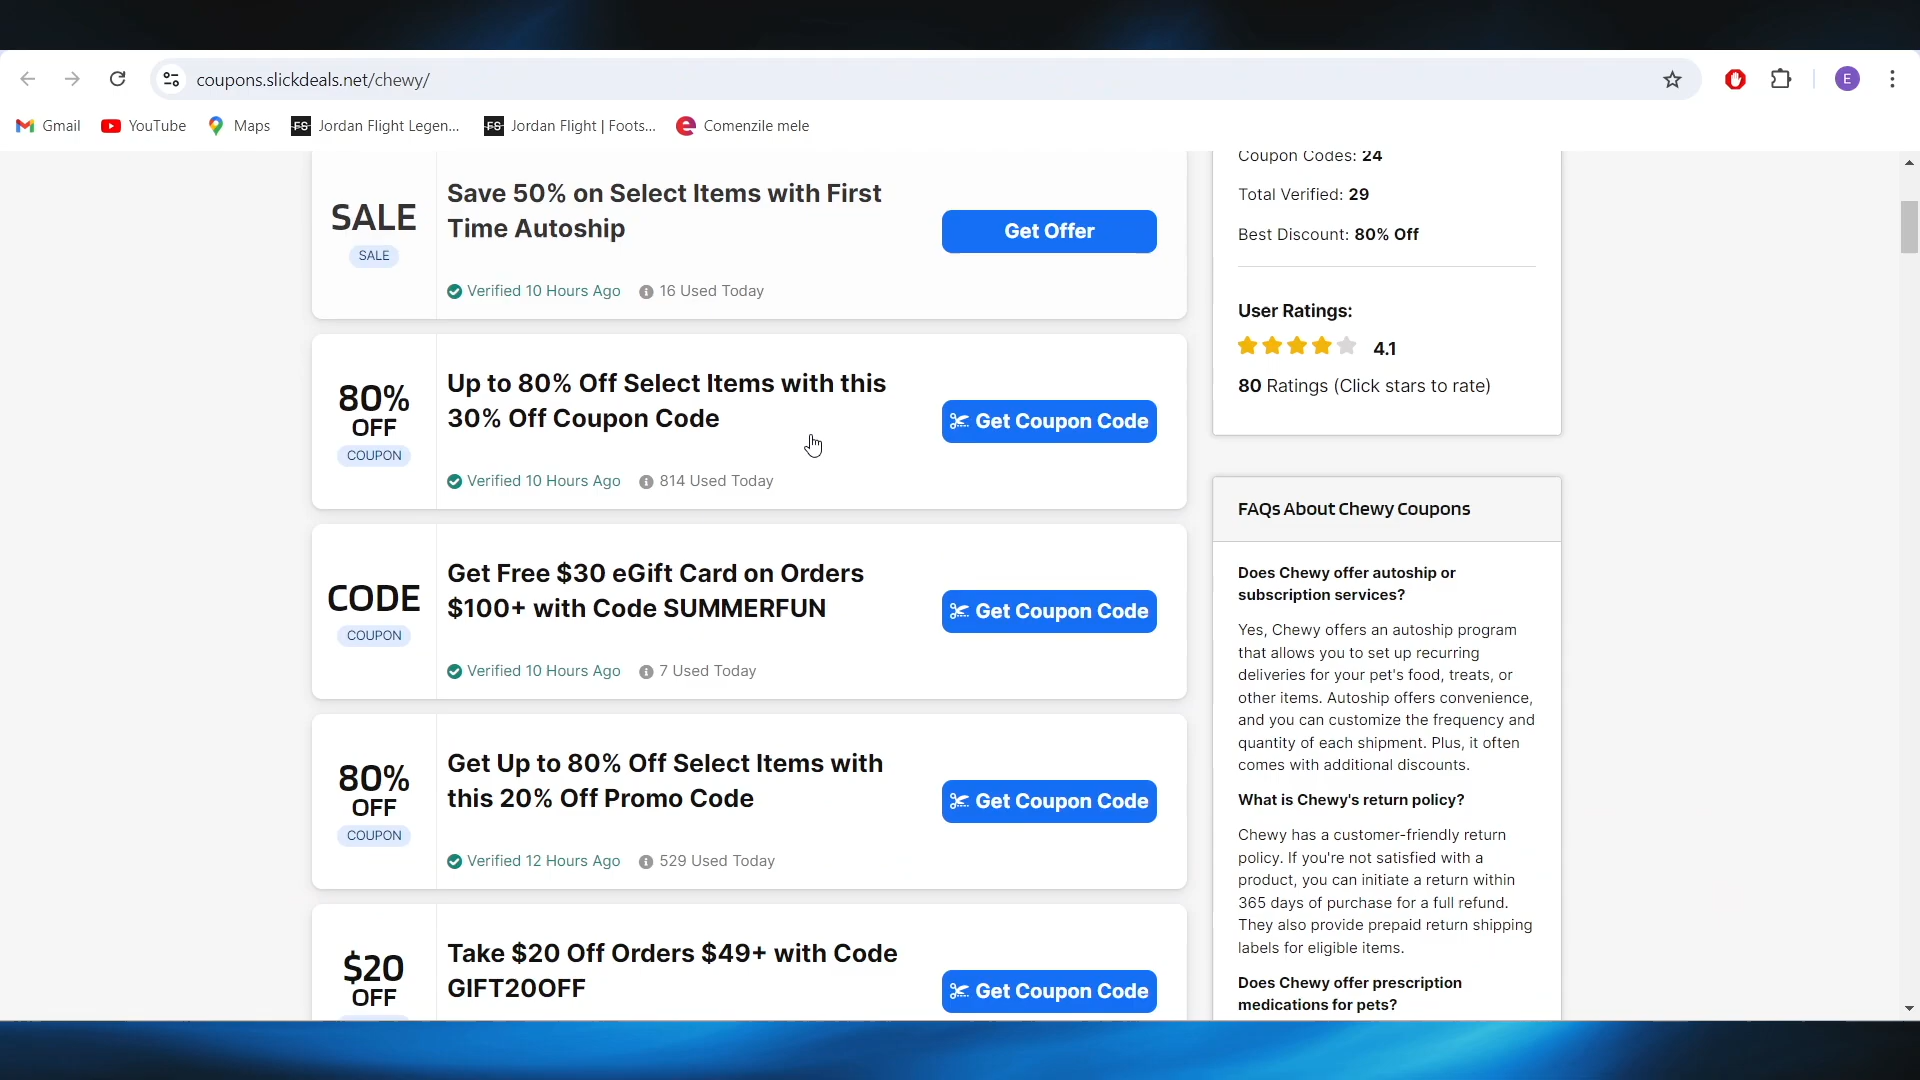 coupons.slickdeals.net/chewy/
E
Gmail
YouTube
Maps
FS
Jordan Flight Legen...
FS
Jordan Flight | Foots...
Comenzile mele
SALE
SALE
Save 50% on Select Items with First
Time Autoship
Get Offer
Verified 10 Hours Ago
16 Used Today
80%
OFF
COUPON
Up to 80% Off Select Items with this
30% Off Coupon Code
Get Coupon Code
Verified 10 Hours Ago
814 Used Today
CODE
COUPON
Get Free $30 eGift Card on Orders
$100+ with Code SUMMERFUN
Get Coupon Code
Verified 10 Hours Ago
7 Used Today
80%
OFF
COUPON
Get Up to 80% Off Select Items with
this 20% Off Promo Code
Get Coupon Code
Verified 12 Hours Ago
529 Used Today
$20
OFF
Take $20 Off Orders $49+ with Code
GIFT20OFF
Get Coupon Code
Coupon Codes: 24
Total Verified: 29
Best Discount: 80% Off
User Ratings:
4.1
80 Ratings (Click stars to rate)
FAQs About Chewy Coupons
Does Chewy offer autoship or
subscription services?
Yes, Chewy offers an autoship program
that allows you to set up recurring
deliveries for your pet's food, treats, or
other items. Autoship offers convenience,
and you can customize the frequency and
quantity of each shipment. Plus, it often
comes with additional discounts.
What is Chewy's return policy?
Chewy has a customer-friendly return
policy. If you're not satisfied with a
product, you can initiate a return within
365 days of purchase for a full refund.
They also provide prepaid return shipping
labels for eligible items.
Does Chewy offer prescription
medications for pets?